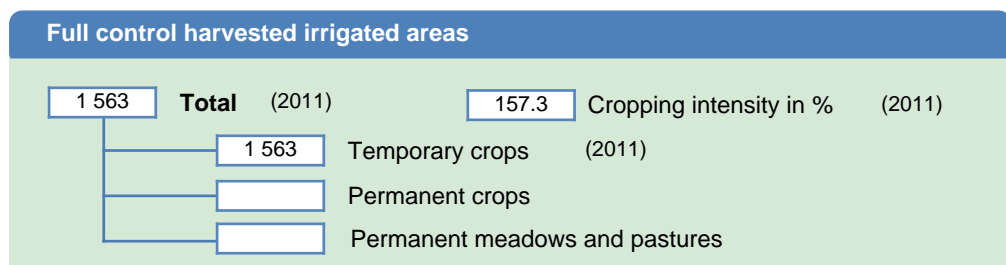 Full control harvested irrigated areas
1 563 Total (2011) 157.3 Cropping intensity in % (2011)
1 563 Temporary crops (2011)
Permanent crops
Permanent meadows and pastures